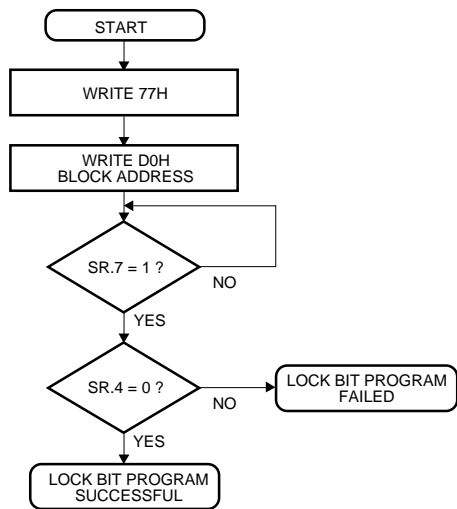 START
WRITE 77H
WRITE D0H
BLOCK ADDRESS
SR.7 = 1 ?
NO
YES
SR.4 = 0 ?
NO
LOCK BIT PROGRAM
FAILED
YES
LOCK BIT PROGRAM
SUCCESSFUL